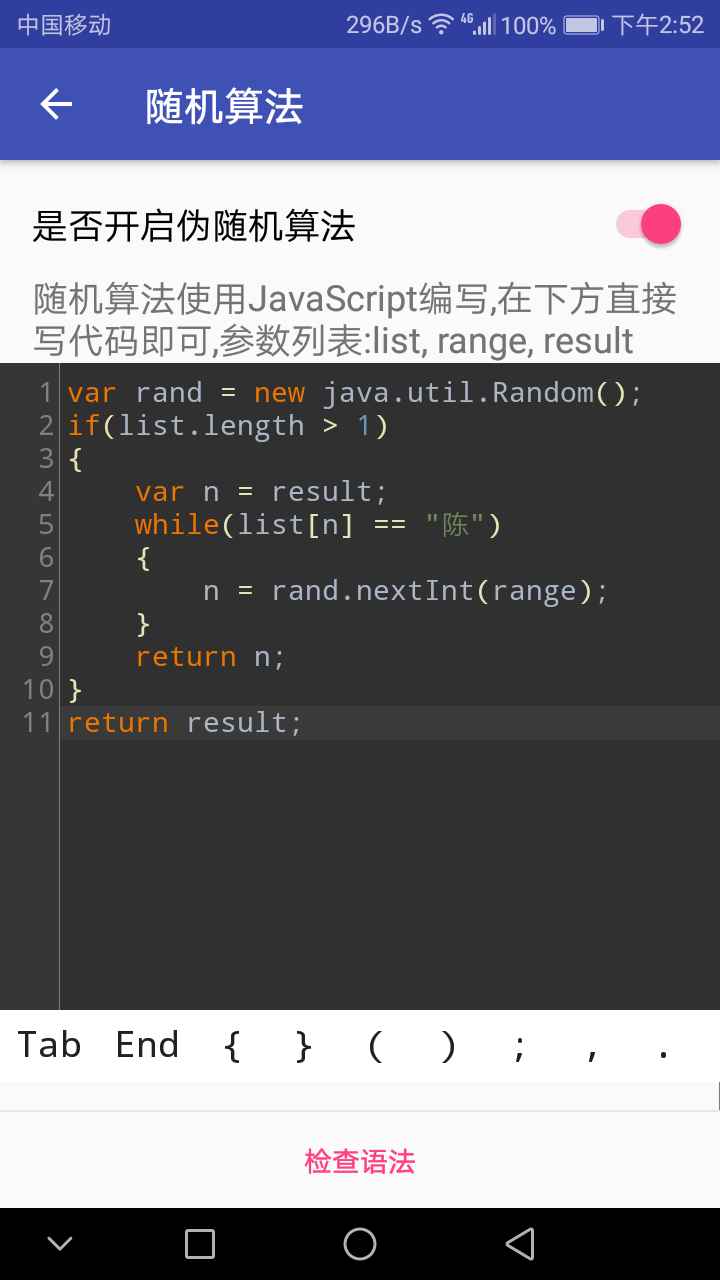 中国移动 296B/s 4G 100% 下午2:52
随机算法
是否开启伪随机算法
随机算法使用JavaScript编写,在下方直接
写代码即可,参数列表:list, range, result
1 var rand = new java.util.Random();
2 if(list.length > 1)
3 {
4     var n = result;
5     while(list[n] == "陈")
6     {
7         n = rand.nextInt(range);
8     }
9     return n;
10 }
11 return result;
Tab End { } ( ) ; , .
检查语法